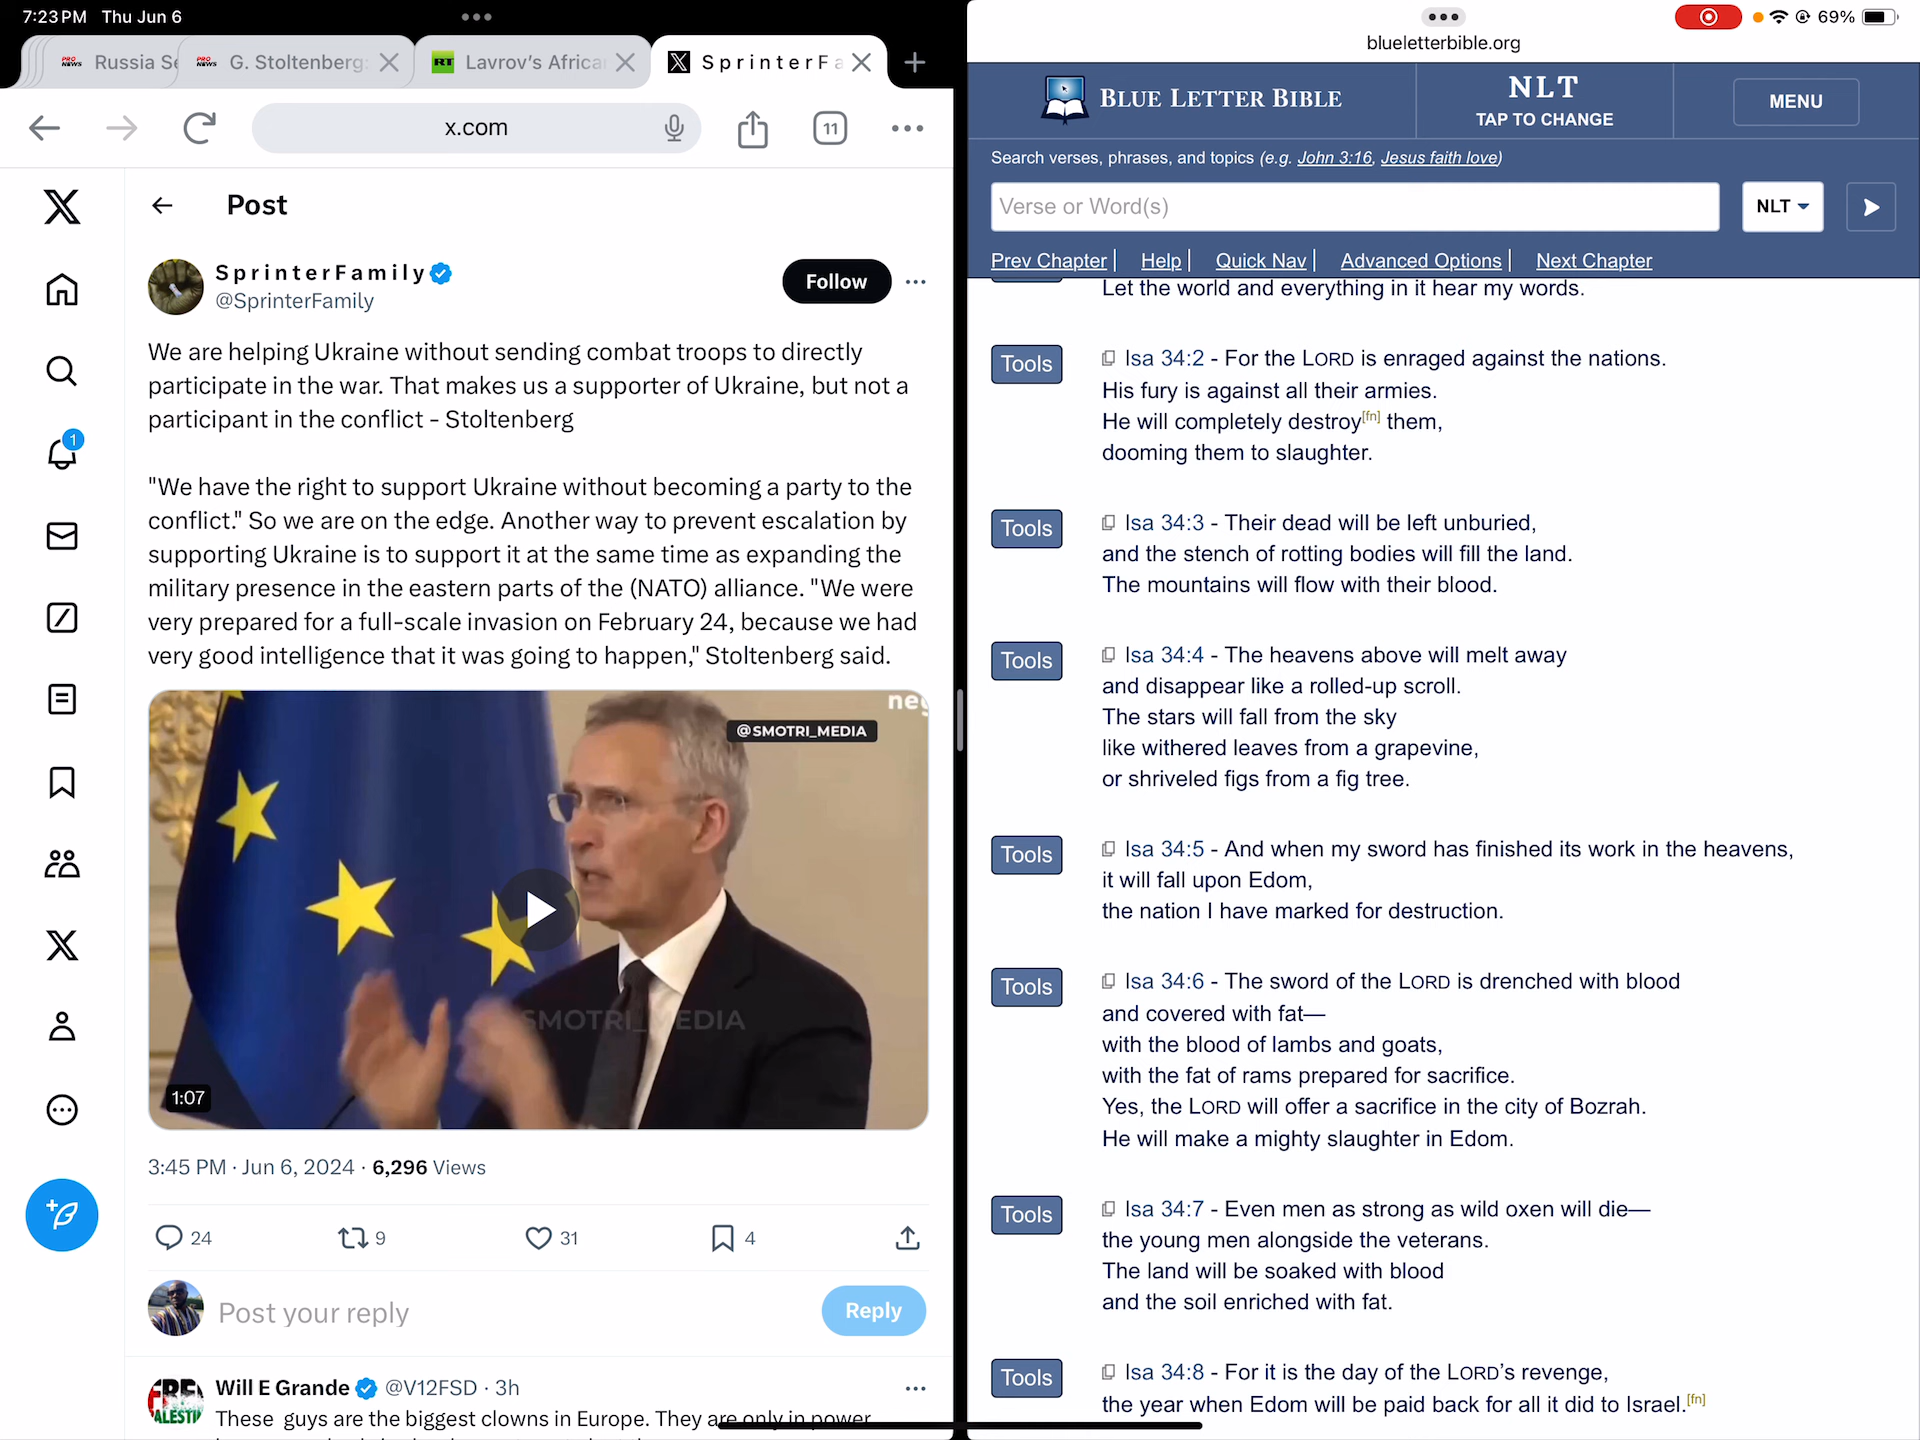 7:23 PM Thu Jun 6
69%
Russia Se
G. Stoltenberg:
RT Lavrov's Africa
SprinterFa
x.com
11
blueletterbible.org
BLUE LETTER BIBLE
NLT
TAP TO CHANGE
MENU
Search verses, phrases, and topics (e.g. John 3:16, Jesus faith love)
Verse or Word(s)
NLT
Prev Chapter | Help | Quick Nav | Advanced Options | Next Chapter
Post
SprinterFamily
@SprinterFamily
Follow
We are helping Ukraine without sending combat troops to directly
participate in the war. That makes us a supporter of Ukraine, but not a
participant in the conflict - Stoltenberg
"We have the right to support Ukraine without becoming a party to the
conflict." So we are on the edge. Another way to prevent escalation by
supporting Ukraine is to support it at the same time as expanding the
military presence in the eastern parts of the (NATO) alliance. "We were
very prepared for a full-scale invasion on February 24, because we had
very good intelligence that it was going to happen," Stoltenberg said.
@SMOTRI_MEDIA
SMOTRI_MEDIA
1:07
3:45 PM · Jun 6, 2024 · 6,296 Views
24 9 31 4
Post your reply
Reply
1
Will E Grande @V12FSD · 3h
These guys are the biggest clowns in Europe. They are only in power
Let the world and everything in it hear my words.
Tools Isa 34:2 - For the LORD is enraged against the nations.
His fury is against all their armies.
He will completely destroy[fn] them,
dooming them to slaughter.
Tools Isa 34:3 - Their dead will be left unburied,
and the stench of rotting bodies will fill the land.
The mountains will flow with their blood.
Tools Isa 34:4 - The heavens above will melt away
and disappear like a rolled-up scroll.
The stars will fall from the sky
like withered leaves from a grapevine,
or shriveled figs from a fig tree.
Tools Isa 34:5 - And when my sword has finished its work in the heavens,
it will fall upon Edom,
the nation I have marked for destruction.
Tools Isa 34:6 - The sword of the LORD is drenched with blood
and covered with fat—
with the blood of lambs and goats,
with the fat of rams prepared for sacrifice.
Yes, the LORD will offer a sacrifice in the city of Bozrah.
He will make a mighty slaughter in Edom.
Tools Isa 34:7 - Even men as strong as wild oxen will die—
the young men alongside the veterans.
The land will be soaked with blood
and the soil enriched with fat.
Tools Isa 34:8 - For it is the day of the LORD's revenge,
the year when Edom will be paid back for all it did to Israel.[fn]